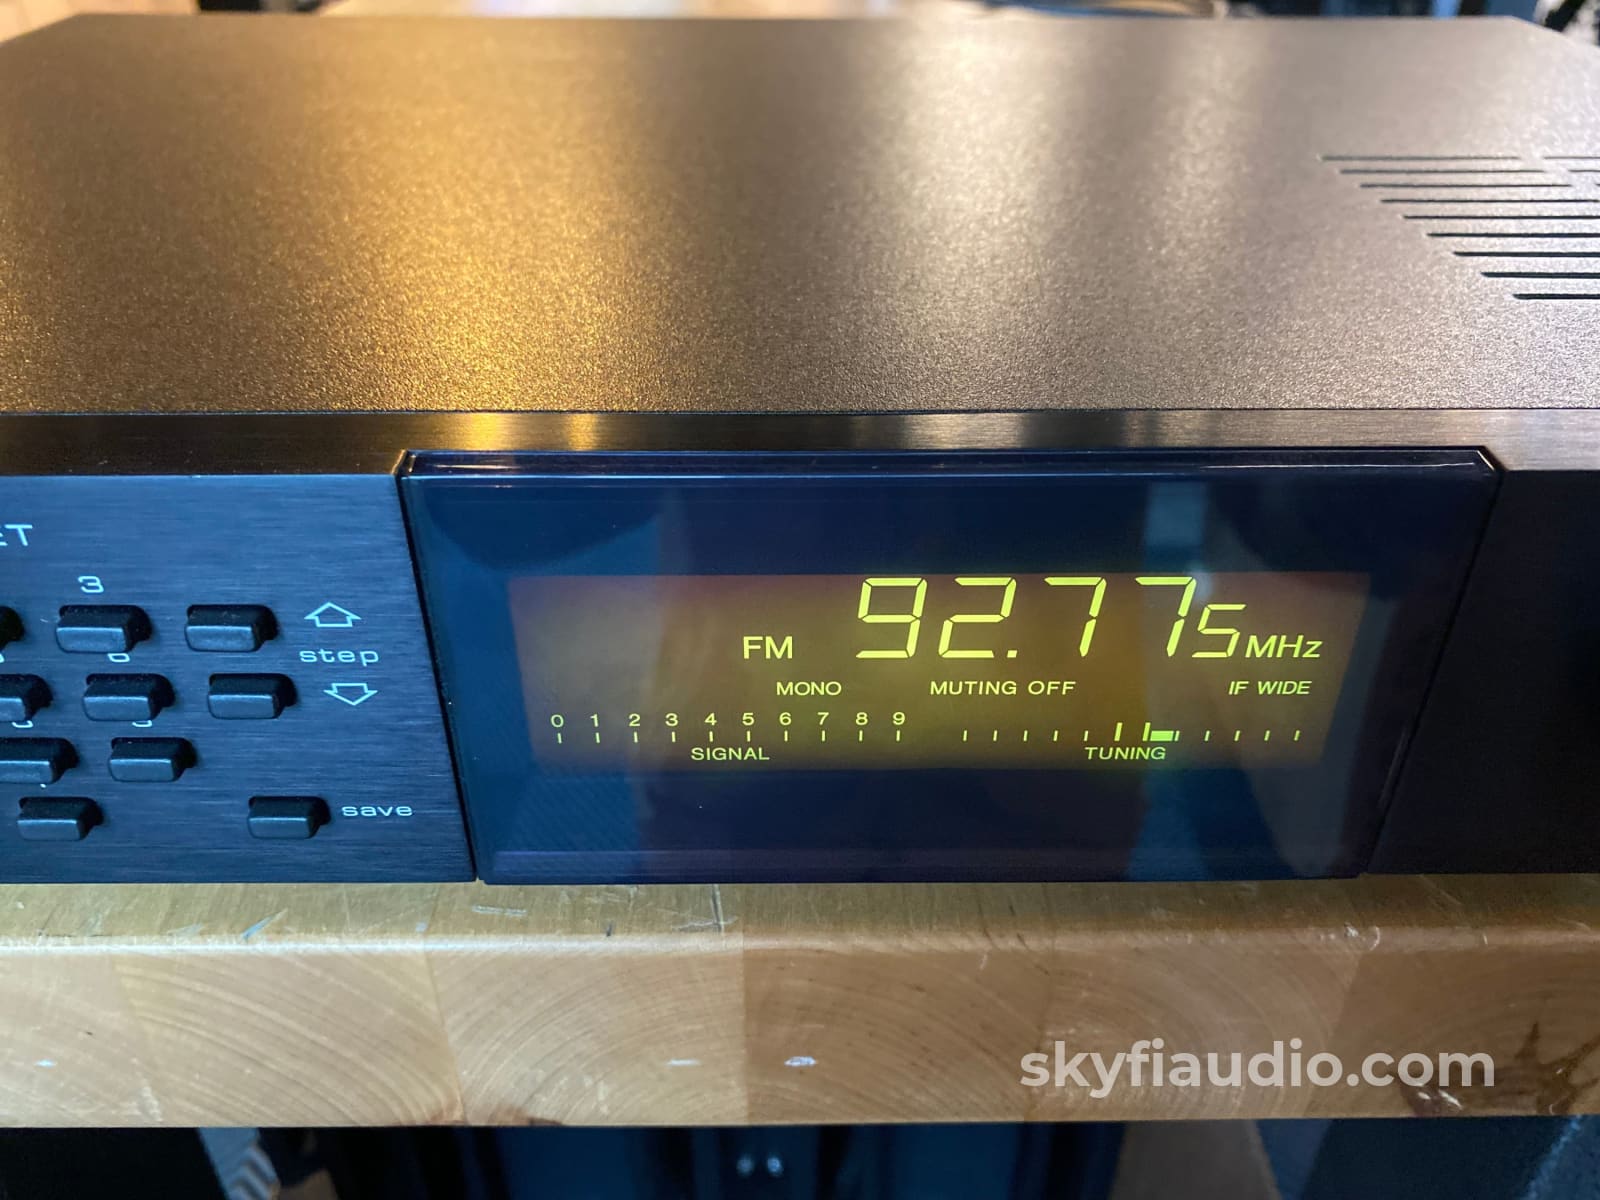 3
step
save
FM 92.775 MHz
MONO MUTING OFF IF WIDE
0 1 2 3 4 5 6 7 8 9
SIGNAL TUNING
skyfiaudio.com